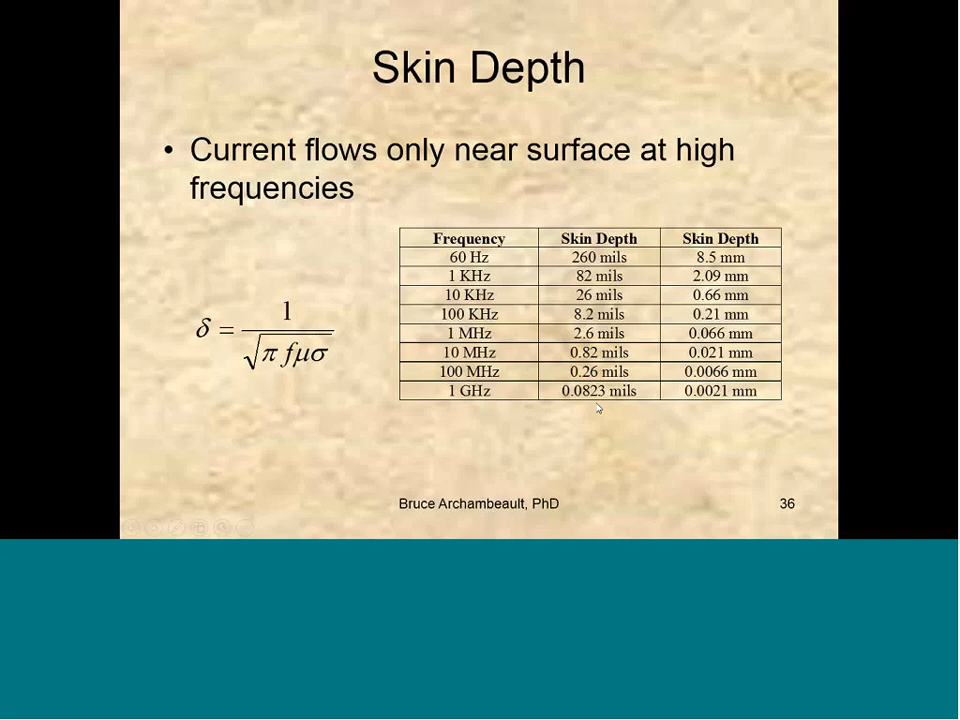 Skin Depth
• Current flows only near surface at high
frequencies
δ = 1 / √(π fμσ)
Frequency Skin Depth Skin Depth
60 Hz 260 mils 8.5 mm
1 KHz 82 mils 2.09 mm
10 KHz 26 mils 0.66 mm
100 KHz 8.2 mils 0.21 mm
1 MHz 2.6 mils 0.066 mm
10 MHz 0.82 mils 0.021 mm
100 MHz 0.26 mils 0.0066 mm
1 GHz 0.0823 mils 0.0021 mm
Bruce Archambeault, PhD 36